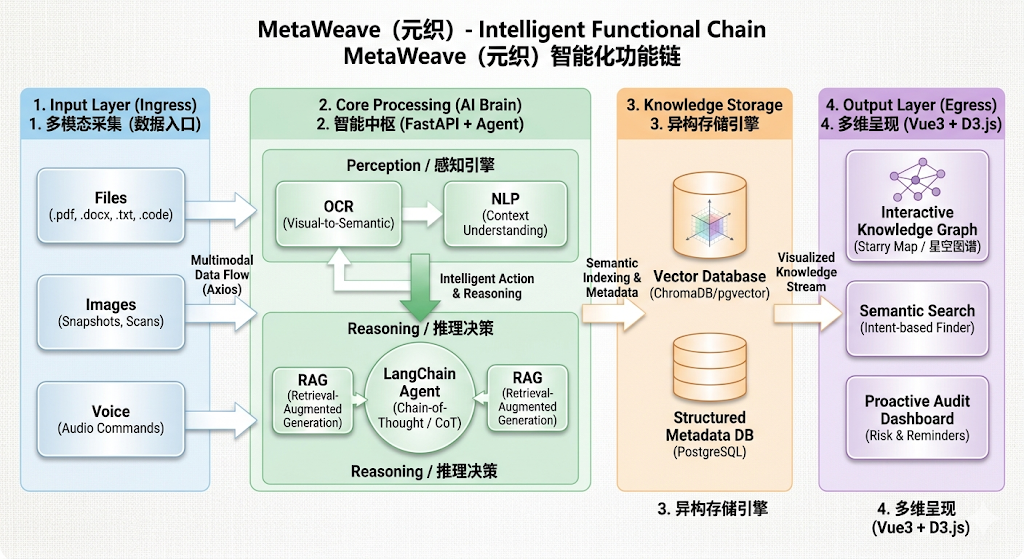 MetaWeave（元织）- Intelligent Functional Chain
MetaWeave（元织）智能化功能链
1. Input Layer (Ingress)
1. 多模态采集 (数据入口)
Files
(.pdf, .docx, .txt, .code)
Images
(Snapshots, Scans)
Voice
(Audio Commands)
Multimodal
Data Flow
(Axios)
2. Core Processing (AI Brain)
2. 智能中枢 (FastAPI + Agent)
Perception / 感知引擎
OCR
(Visual-to-Semantic)
NLP
(Context
Understanding)
Intelligent Action
& Reasoning
Reasoning / 推理决策
RAG
(Retrieval-
Augmented
Generation)
LangChain
Agent
(Chain-of-
Thought / CoT)
RAG
(Retrieval-
Augmented
Generation)
Reasoning / 推理决策
Semantic
Indexing &
Metadata
3. Knowledge Storage
3. 异构存储引擎
Vector Database
(ChromaDB/pgvector)
Structured
Metadata DB
(PostgreSQL)
3. 异构存储引擎
Visualized
Knowledge
Stream
4. Output Layer (Egress)
4. 多维呈现 (Vue3 + D3.js)
Interactive
Knowledge Graph
(Starry Map / 星空图谱)
Semantic Search
(Intent-based Finder)
Proactive Audit
Dashboard
(Risk & Reminders)
4. 多维呈现
(Vue3 + D3.js)